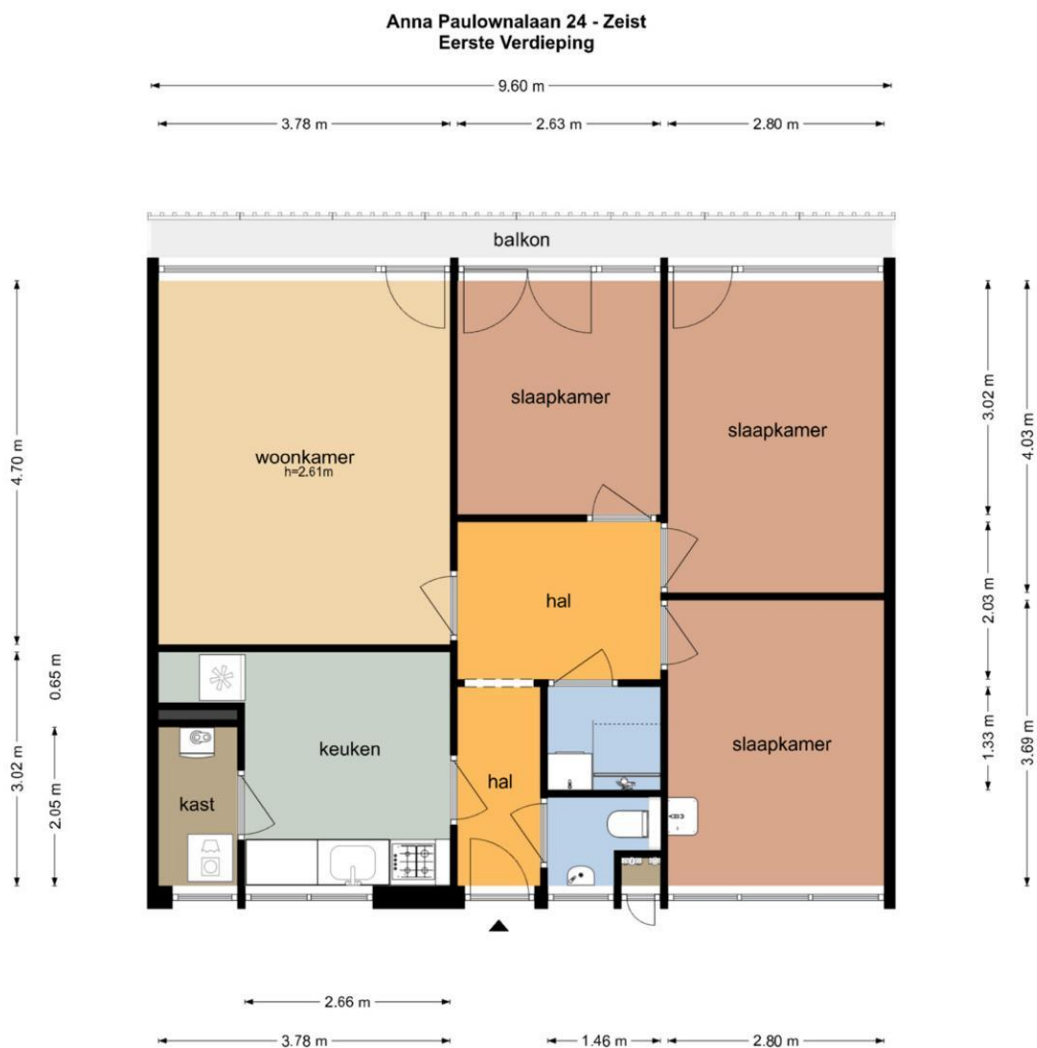 Anna Paulownalaan 24 - Zeist
Eerste Verdieping
9.60 m
3.78 m
2.63 m
2.80 m
balkon
4.70 m
woonkamer
h=2.61m
slaapkamer
slaapkamer
3.02 m
4.03 m
hal
2.03 m
0.65 m
3.02 m
2.05 m
keuken
kast
hal
slaapkamer
1.33 m
3.69 m
2.66 m
3.78 m
1.46 m
2.80 m